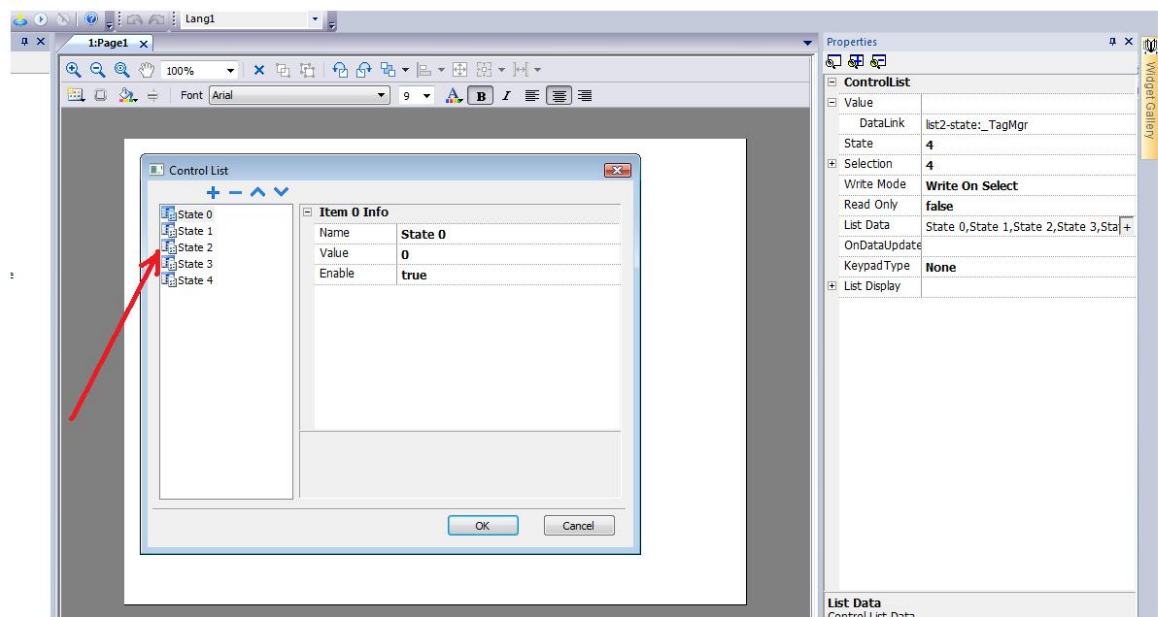 Lang1
1:Page1
100%
Font Arial 9 A B I
Control List
State 0
State 1
State 2
State 3
State 4
Item 0 Info
Name State 0
Value 0
Enable true
OK Cancel
Properties
ControlList
Value
DataLink list2-state:_TagMgr
State 4
Selection 4
Write Mode Write On Select
Read Only false
List Data State 0,State 1,State 2,State 3,Sta +
OnDataUpdate
KeypadType None
List Display
List Data
Control List Data
Widget Gallery